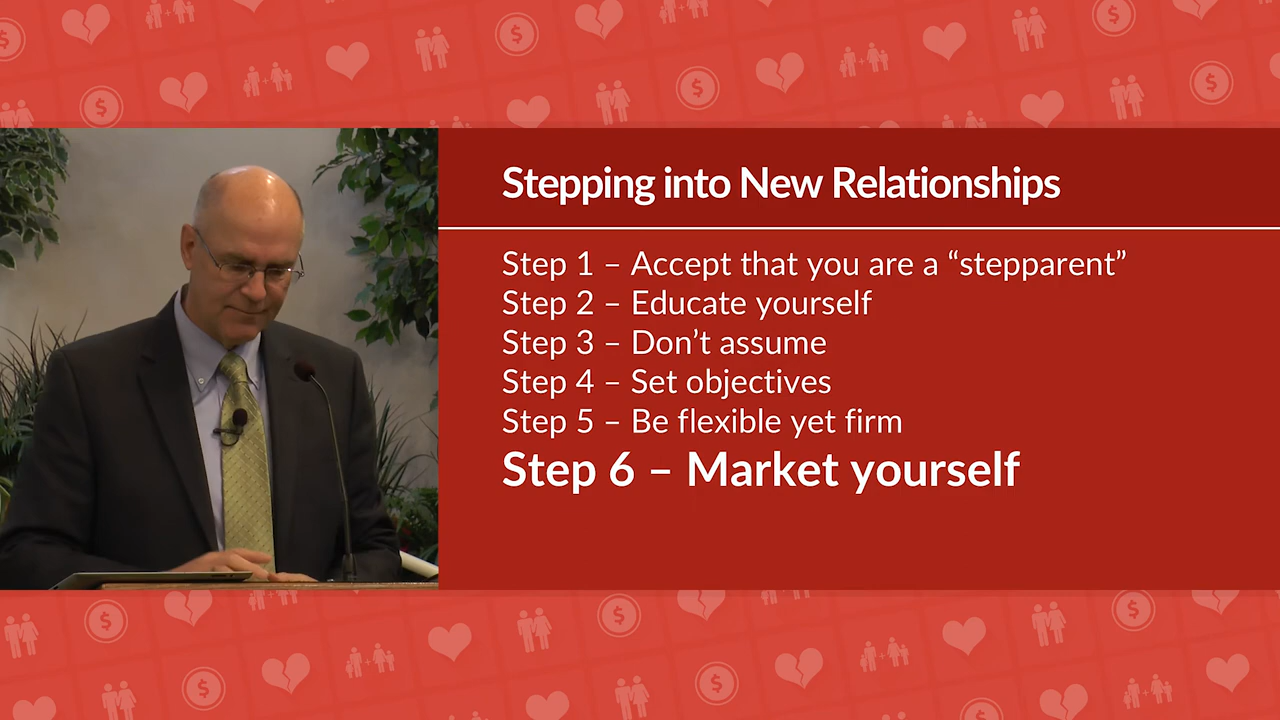 Stepping into New Relationships
Step 1 – Accept that you are a “stepparent”
Step 2 – Educate yourself
Step 3 – Don’t assume
Step 4 – Set objectives
Step 5 – Be flexible yet firm
Step 6 – Market yourself